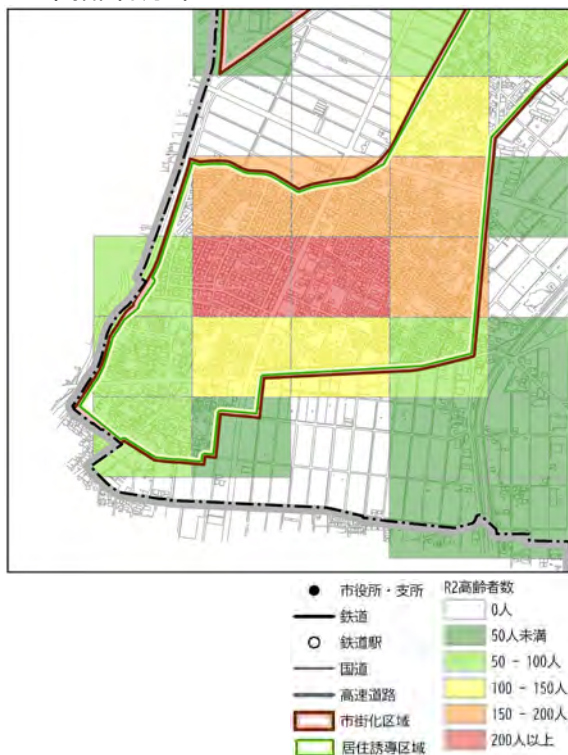 市役所・支所
鉄道
鉄道駅
国道
高速道路
市街化区域
居住誘導区域
R2高齢者数
0人
50人未満
50 - 100人
100 - 150人
150 - 200人
200人以上